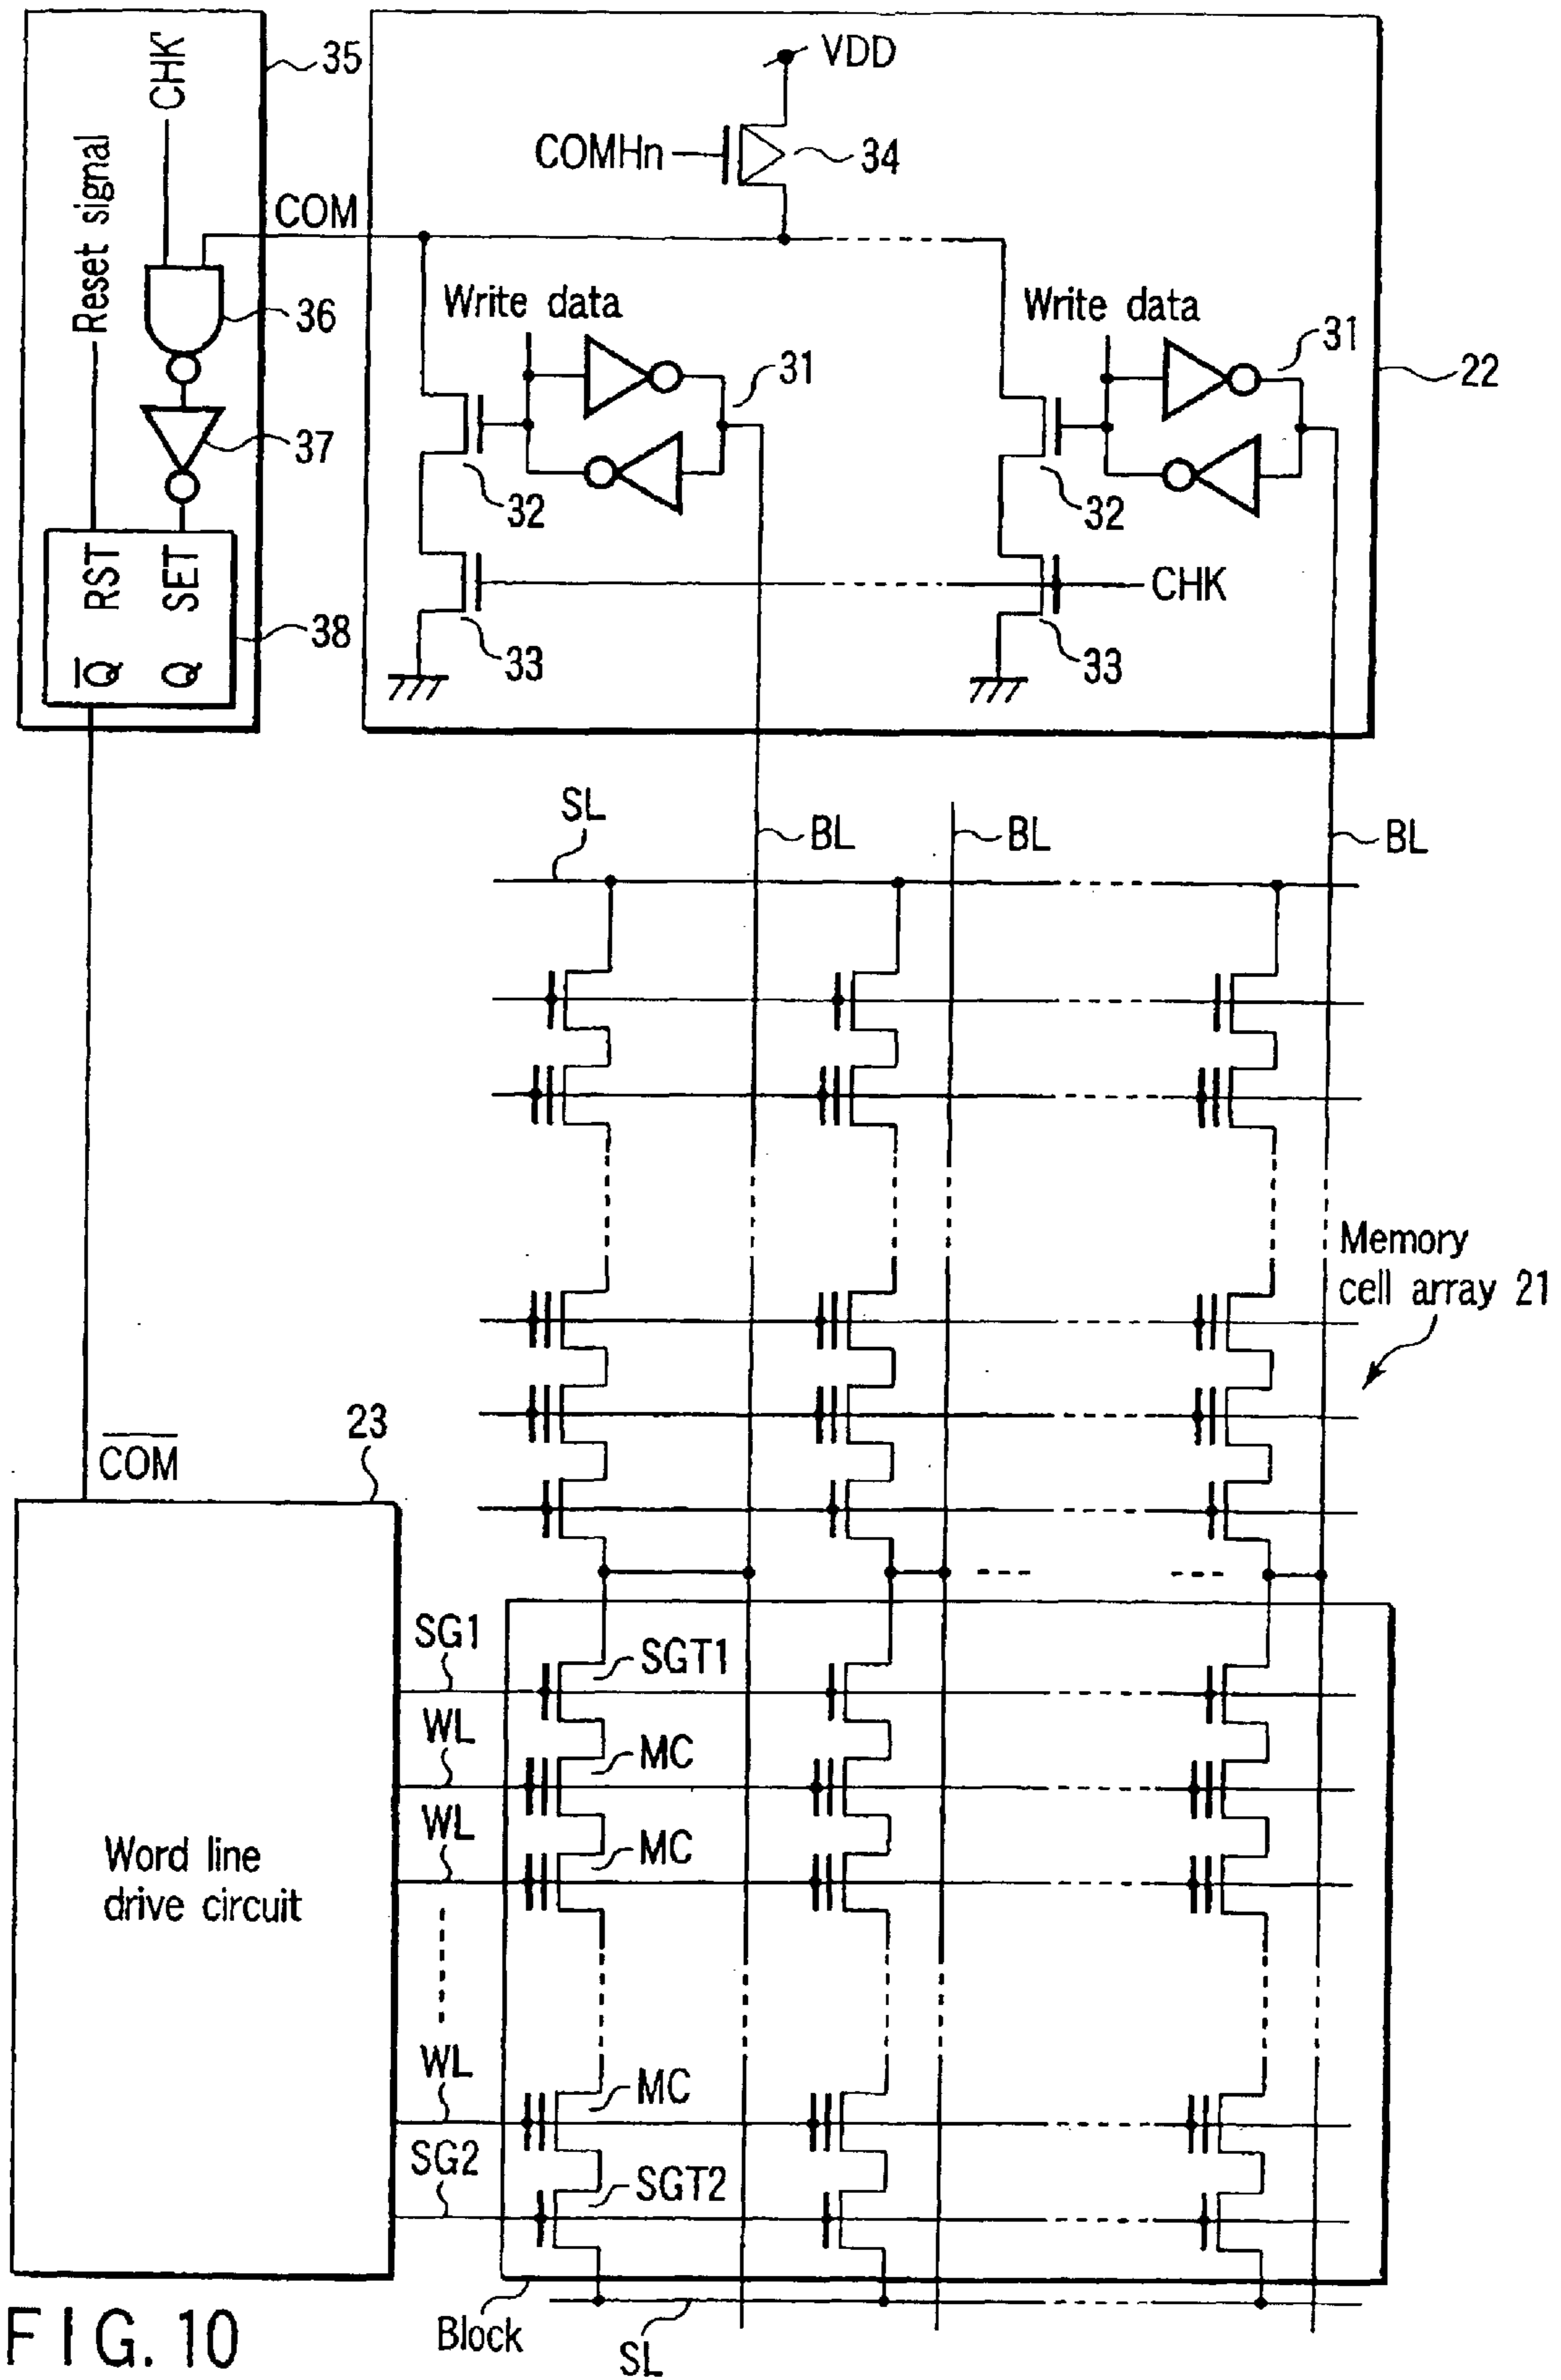 35
CHK
Reset signal
COM
36
37
RST
SET
Q
Q
38
VDD
COMHn
34
Write data
Write data
31
31
22
32
32
CHK
33
33
SL
BL
BL
BL
Memory
cell array 21
COM
23
Word line
drive circuit
SG1
SGT1
WL
MC
WL
MC
WL
MC
SG2
SGT2
Block
SL
FIG. 10